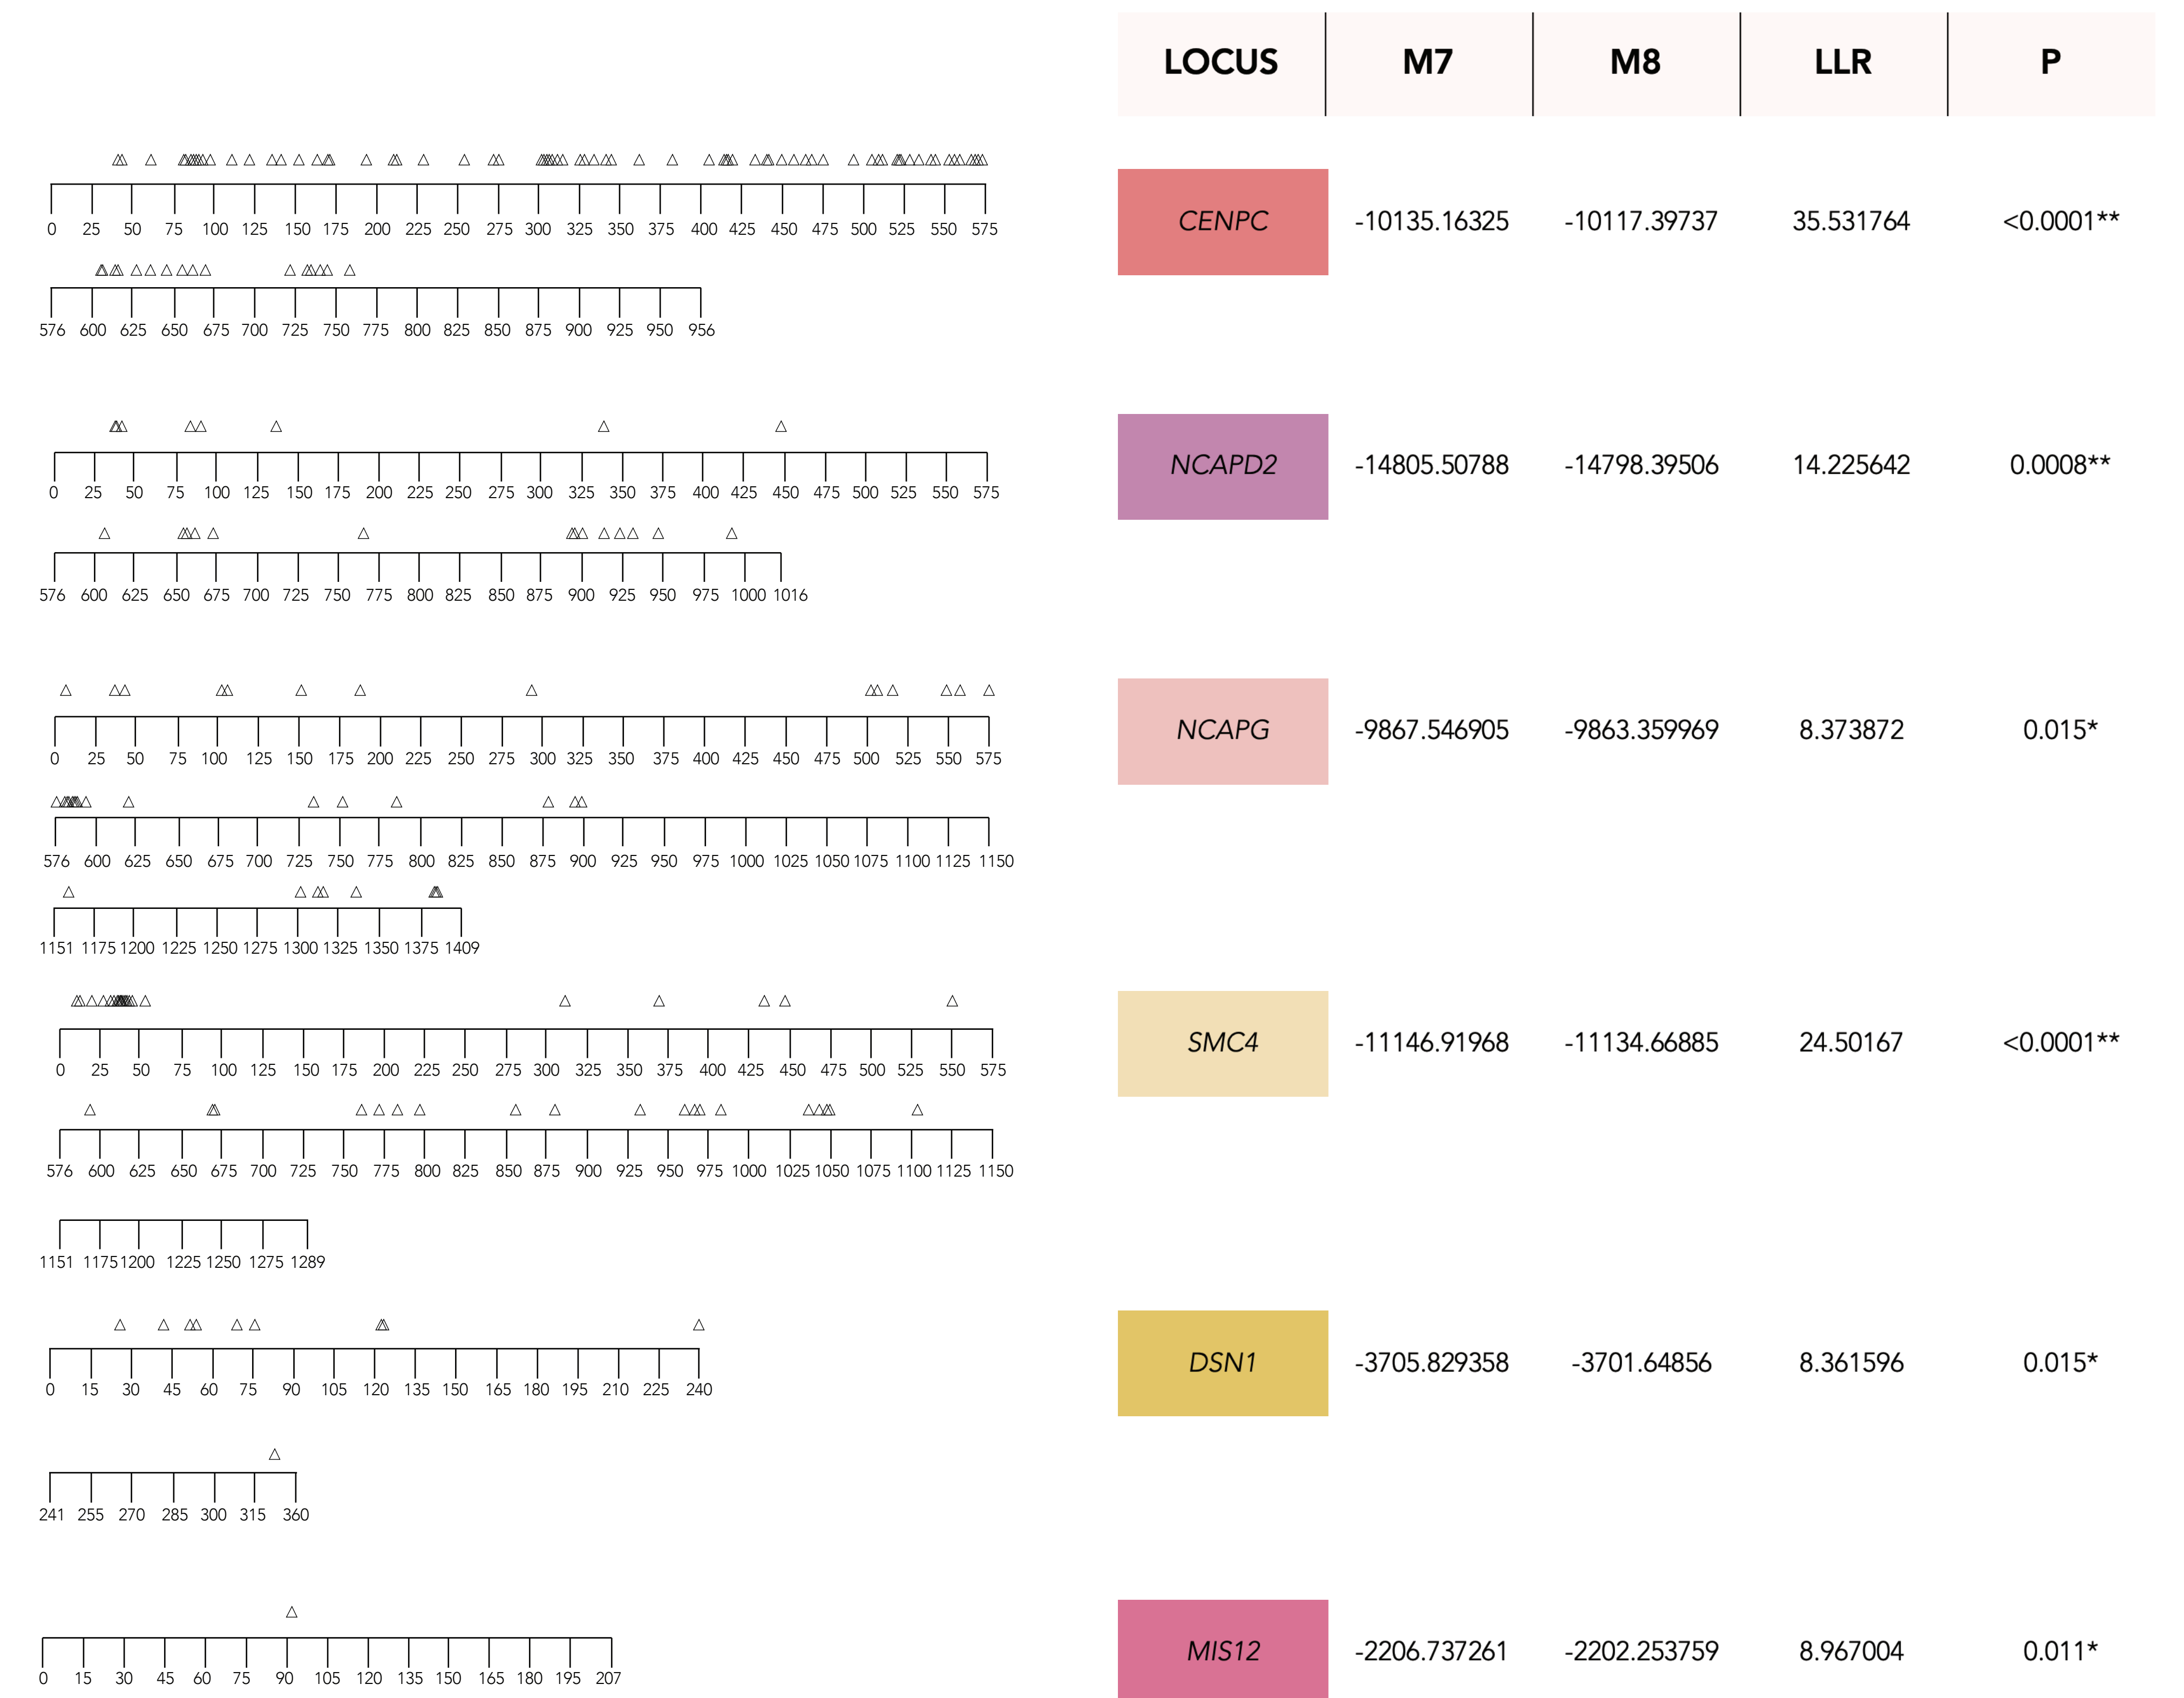 LOCUS M7 M8 LLR P
0 25 50 75 100 125 150 175 200 225 250 275 300 325 350 375 400 425 450 475 500 525 550 575
CENPC -10135.16325 -10117.39737 35.531764 <0.0001**
576 600 625 650 675 700 725 750 775 800 825 850 875 900 925 950 956
NCAPD2 -14805.50788 -14798.39506 14.225642 0.0008**
0 25 50 75 100 125 150 175 200 225 250 275 300 325 350 375 400 425 450 475 500 525 550 575
576 600 625 650 675 700 725 750 775 800 825 850 875 900 925 950 975 1000 1016
NCAPG -9867.546905 -9863.359969 8.373872 0.015*
0 25 50 75 100 125 150 175 200 225 250 275 300 325 350 375 400 425 450 475 500 525 550 575
576 600 625 650 675 700 725 750 775 800 825 850 875 900 925 950 975 1000 1025 1050 1075 1100 1125 1150
1151 1175 1200 1225 1250 1275 1300 1325 1350 1375 1409
SMC4 -11146.91968 -11134.66885 24.50167 <0.0001**
0 25 50 75 100 125 150 175 200 225 250 275 300 325 350 375 400 425 450 475 500 525 550 575
576 600 625 650 675 700 725 750 775 800 825 850 875 900 925 950 975 1000 1025 1050 1075 1100 1125 1150
1151 1175 1200 1225 1250 1275 1289
DSN1 -3705.829358 -3701.64856 8.361596 0.015*
0 15 30 45 60 75 90 105 120 135 150 165 180 195 210 225 240
241 255 270 285 300 315 360
MIS12 -2206.737261 -2202.253759 8.967004 0.011*
0 15 30 45 60 75 90 105 120 135 150 165 180 195 207